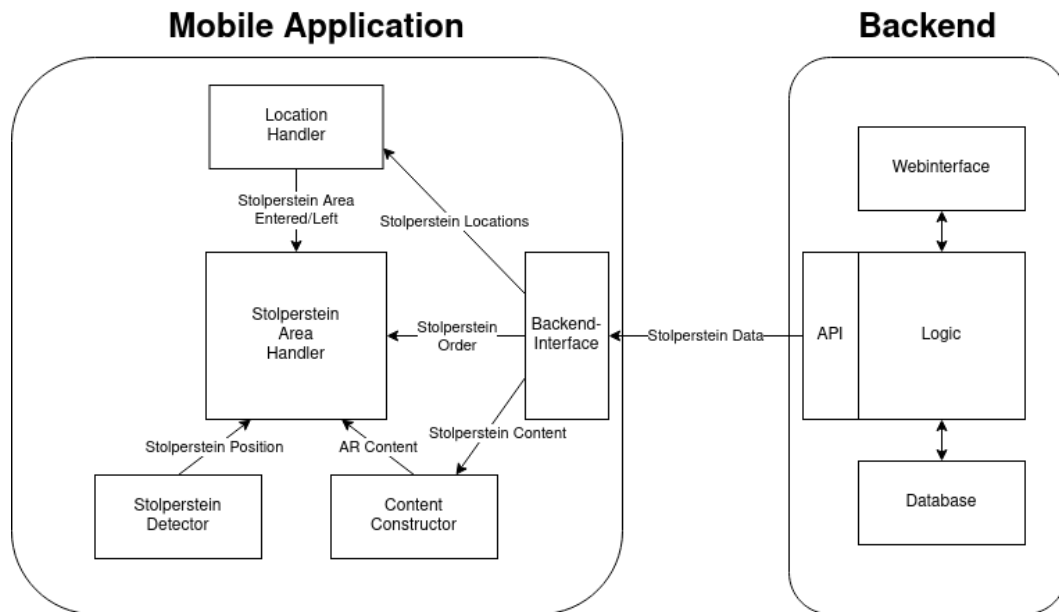 Mobile Application
Backend
Location
Handler
Stolperstein Area
Entered/Left
Stolperstein Locations
Stolperstein
Area
Handler
Stolperstein
Order
Backend-
Interface
Stolperstein Data
API
Logic
Webinterface
Stolperstein Position
AR Content
Stolperstein Content
Stolperstein
Detector
Content
Constructor
Database